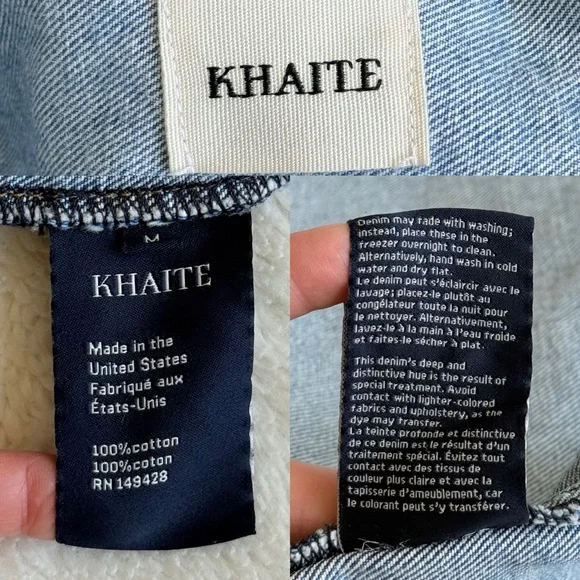 KHAITE
M
KHAITE
Made in the
United States
Fabriqué aux
États-Unis
100%cotton
100%coton
RN 149428
Denim may fade with washing;
instead, place these in the
freezer overnight to clean.
Alternatively, hand wash in cold
water and dry flat.
Le denim peut s'éclaircir avec le
lavage; placez-le plutôt au
congélateur toute la nuit pour
le nettoyer. Alternativement,
lavez-le à la main à l'eau froide
et faites-le sécher à plat.
This denim's deep and
distinctive hue is the result of
special treatment. Avoid
contact with lighter-colored
fabrics and upholstery, as the
dye may transfer.
La teinte profonde et distinctive
de ce denim est le résultat d'un
traitement spécial. Évitez tout
contact avec des tissus de
couleur plus claire et avec la
tapisserie d'ameublement, car
le colorant peut s'y transférer.